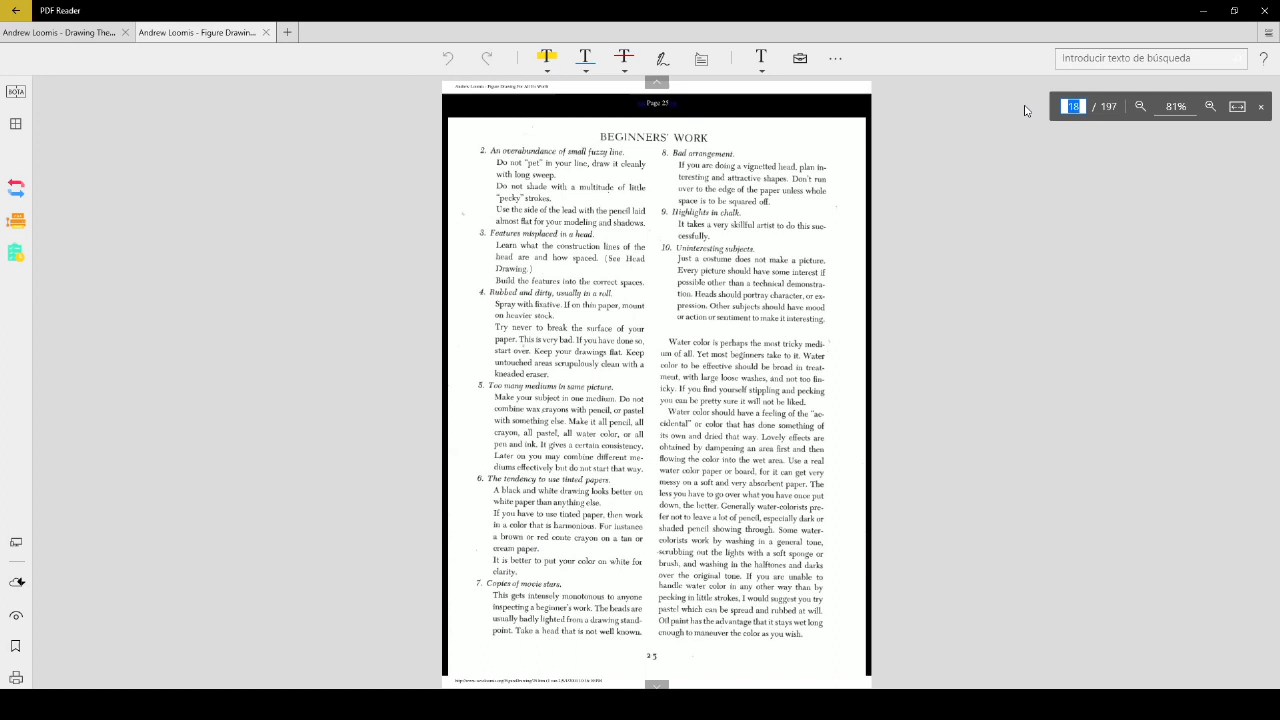 PDF Reader
Andrew Loomis - Drawing The...
Andrew Loomis - Figure Drawin...
Introducir texto de búsqueda
18 / 197
81%
Andrew Loomis - Figure Drawing For All Its Worth
Page 25
BEGINNERS' WORK
2. An overabundance of small fuzzy line.
Do not "pet" in your line, draw it cleanly
with long sweep.
Do not shade with a multitude of little
"pecky" strokes.
Use the side of the lead with the pencil laid
almost flat for your modeling and shadows.
3. Features misplaced in a head.
Learn what the construction lines of the
head are and how spaced. (See Head
Drawing.)
Build the features into the correct spaces.
4. Rubbed and dirty, usually in a roll.
Spray with fixative. If on thin paper, mount
on heavier stock.
Try never to break the surface of your
paper. This is very bad. If you have done so,
start over. Keep your drawings flat. Keep
untouched areas scrupulously clean with a
kneaded eraser.
5. Too many mediums in same picture.
Make your subject in one medium. Do not
combine wax crayons with pencil, or pastel
with something else. Make it all pencil, all
crayon, all pastel, all water color, or all
pen and ink. It gives a certain consistency.
Later on you may combine different me-
diums effectively but do not start that way.
6. The tendency to use tinted papers.
A black and white drawing looks better on
white paper than anything else.
If you have to use tinted paper, then work
in a color that is harmonious. For instance
a brown or red conte crayon on a tan or
cream paper.
It is better to put your color on white for
clarity.
7. Copies of movie stars.
This gets intensely monotonous to anyone
inspecting a beginner's work. The heads are
usually badly lighted from a drawing stand-
point. Take a head that is not well known.
8. Bad arrangement.
If you are doing a vignetted head, plan in-
teresting and attractive shapes. Don't run
over to the edge of the paper unless whole
space is to be squared off.
9. Highlights in chalk.
It takes a very skillful artist to do this suc-
cessfully.
10. Uninteresting subjects.
Just a costume does not make a picture.
Every picture should have some interest if
possible other than a technical demonstra-
tion. Heads should portray character, or ex-
pression. Other subjects should have mood
or action or sentiment to make it interesting.
Water color is perhaps the most tricky medi-
um of all. Yet most beginners take to it. Water
color to be effective should be broad in treat-
ment, with large loose washes, and not too fin-
icky. If you find yourself stippling and pecking
you can be pretty sure it will not be liked.
Water color should have a feeling of the "ac-
cidental" or color that has done something of
its own and dried that way. Lovely effects are
obtained by dampening an area first and then
flowing the color into the wet area. Use a real
water color paper or board, for it can get very
messy on a soft and very absorbent paper. The
less you have to go over what you have once put
down, the better. Generally water-colorists pre-
fer not to leave a lot of pencil, especially dark or
shaded pencil showing through. Some water-
colorists work by washing in a general tone,
scrubbing out the lights with a soft sponge or
brush, and washing in the halftones and darks
over the original tone. If you are unable to
handle water color in any other way than by
pecking in little strokes, I would suggest you try
pastel which can be spread and rubbed at will.
Oil paint has the advantage that it stays wet long
enough to maneuver the color as you wish.
25